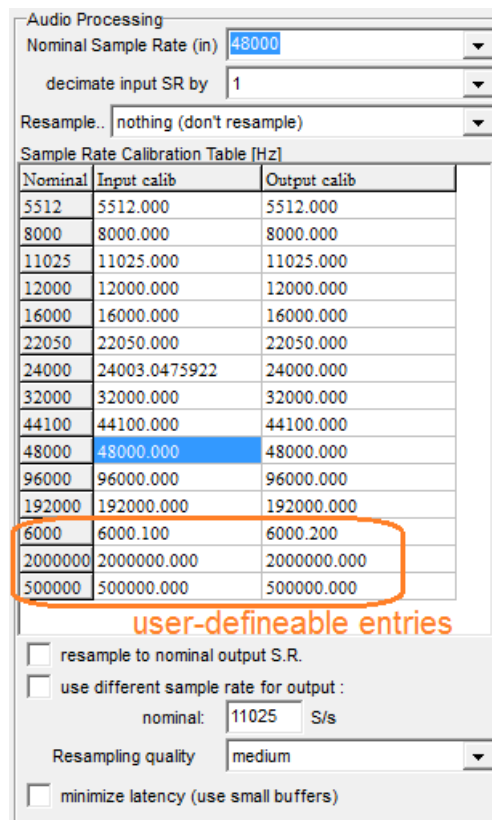 Audio Processing
Nominal Sample Rate (in) 48000
decimate input SR by 1
Resample.. nothing (don't resample)
Sample Rate Calibration Table [Hz]
Nominal Input calib Output calib
5512 5512.000 5512.000
8000 8000.000 8000.000
11025 11025.000 11025.000
12000 12000.000 12000.000
16000 16000.000 16000.000
22050 22050.000 22050.000
24000 24003.0475922 24000.000
32000 32000.000 32000.000
44100 44100.000 44100.000
48000 48000.000 48000.000
96000 96000.000 96000.000
192000 192000.000 192000.000
6000 6000.100 6000.200
2000000 2000000.000 2000000.000
500000 500000.000 500000.000
user-defineable entries
resample to nominal output S.R.
use different sample rate for output :
nominal: 11025 S/s
Resampling quality medium
minimize latency (use small buffers)